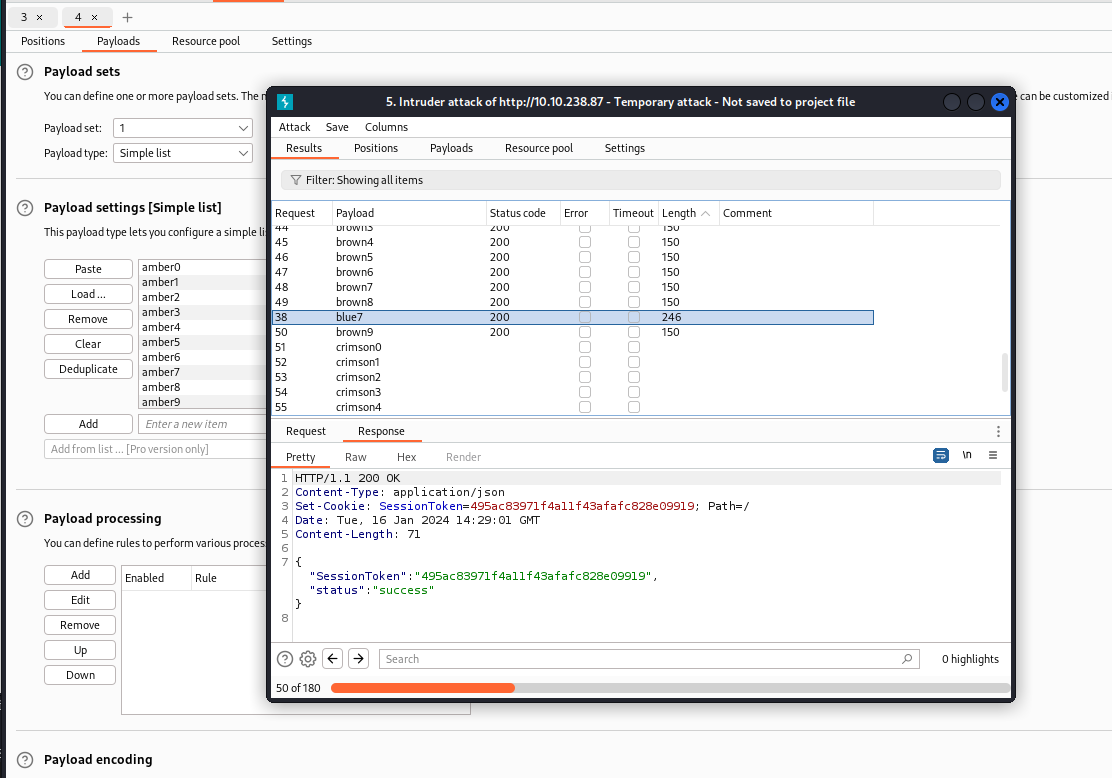 3 × 4 × +
Positions Payloads Resource pool Settings
? Payload sets
You can define one or more payload sets. The n
e can be customized i
Payload set: 1
Payload type: Simple list
? Payload settings [Simple list]
This payload type lets you configure a simple li
Paste
Load ...
Remove
Clear
Deduplicate
Add
Add from list ... [Pro version only]
amber0
amber1
amber2
amber3
amber4
amber5
amber6
amber7
amber8
amber9
Enter a new item
? Payload processing
You can define rules to perform various proces
Add
Edit
Remove
Up
Down
Enabled Rule
? Payload encoding
5. Intruder attack of http://10.10.238.87 - Temporary attack - Not saved to project file
Attack Save Columns
Results Positions Payloads Resource pool Settings
Filter: Showing all items
Request Payload Status code Error Timeout Length Comment
44 brown3 200 150
45 brown4 200 150
46 brown5 200 150
47 brown6 200 150
48 brown7 200 150
49 brown8 200 150
38 blue7 200 246
50 brown9 200 150
51 crimson0
52 crimson1
53 crimson2
54 crimson3
55 crimson4
Request Response
Pretty Raw Hex Render \n
1 HTTP/1.1 200 OK
2 Content-Type: application/json
3 Set-Cookie: SessionToken=495ac83971f4a11f43afafc828e09919; Path=/
4 Date: Tue, 16 Jan 2024 14:29:01 GMT
5 Content-Length: 71
6
7 {
"SessionToken":"495ac83971f4a11f43afafc828e09919",
"status":"success"
}
8
? Search 0 highlights
50 of 180